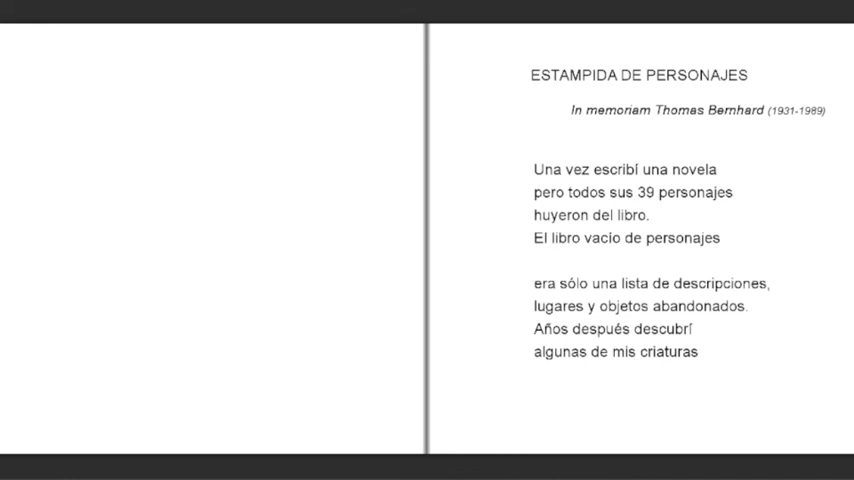 ESTAMPIDA DE PERSONAJES
In memoriam Thomas Bernhard (1931-1989)
Una vez escribí una novela
pero todos sus 39 personajes
huyeron del libro.
El libro vacío de personajes
era sólo una lista de descripciones,
lugares y objetos abandonados.
Años después descubrí
algunas de mis criaturas